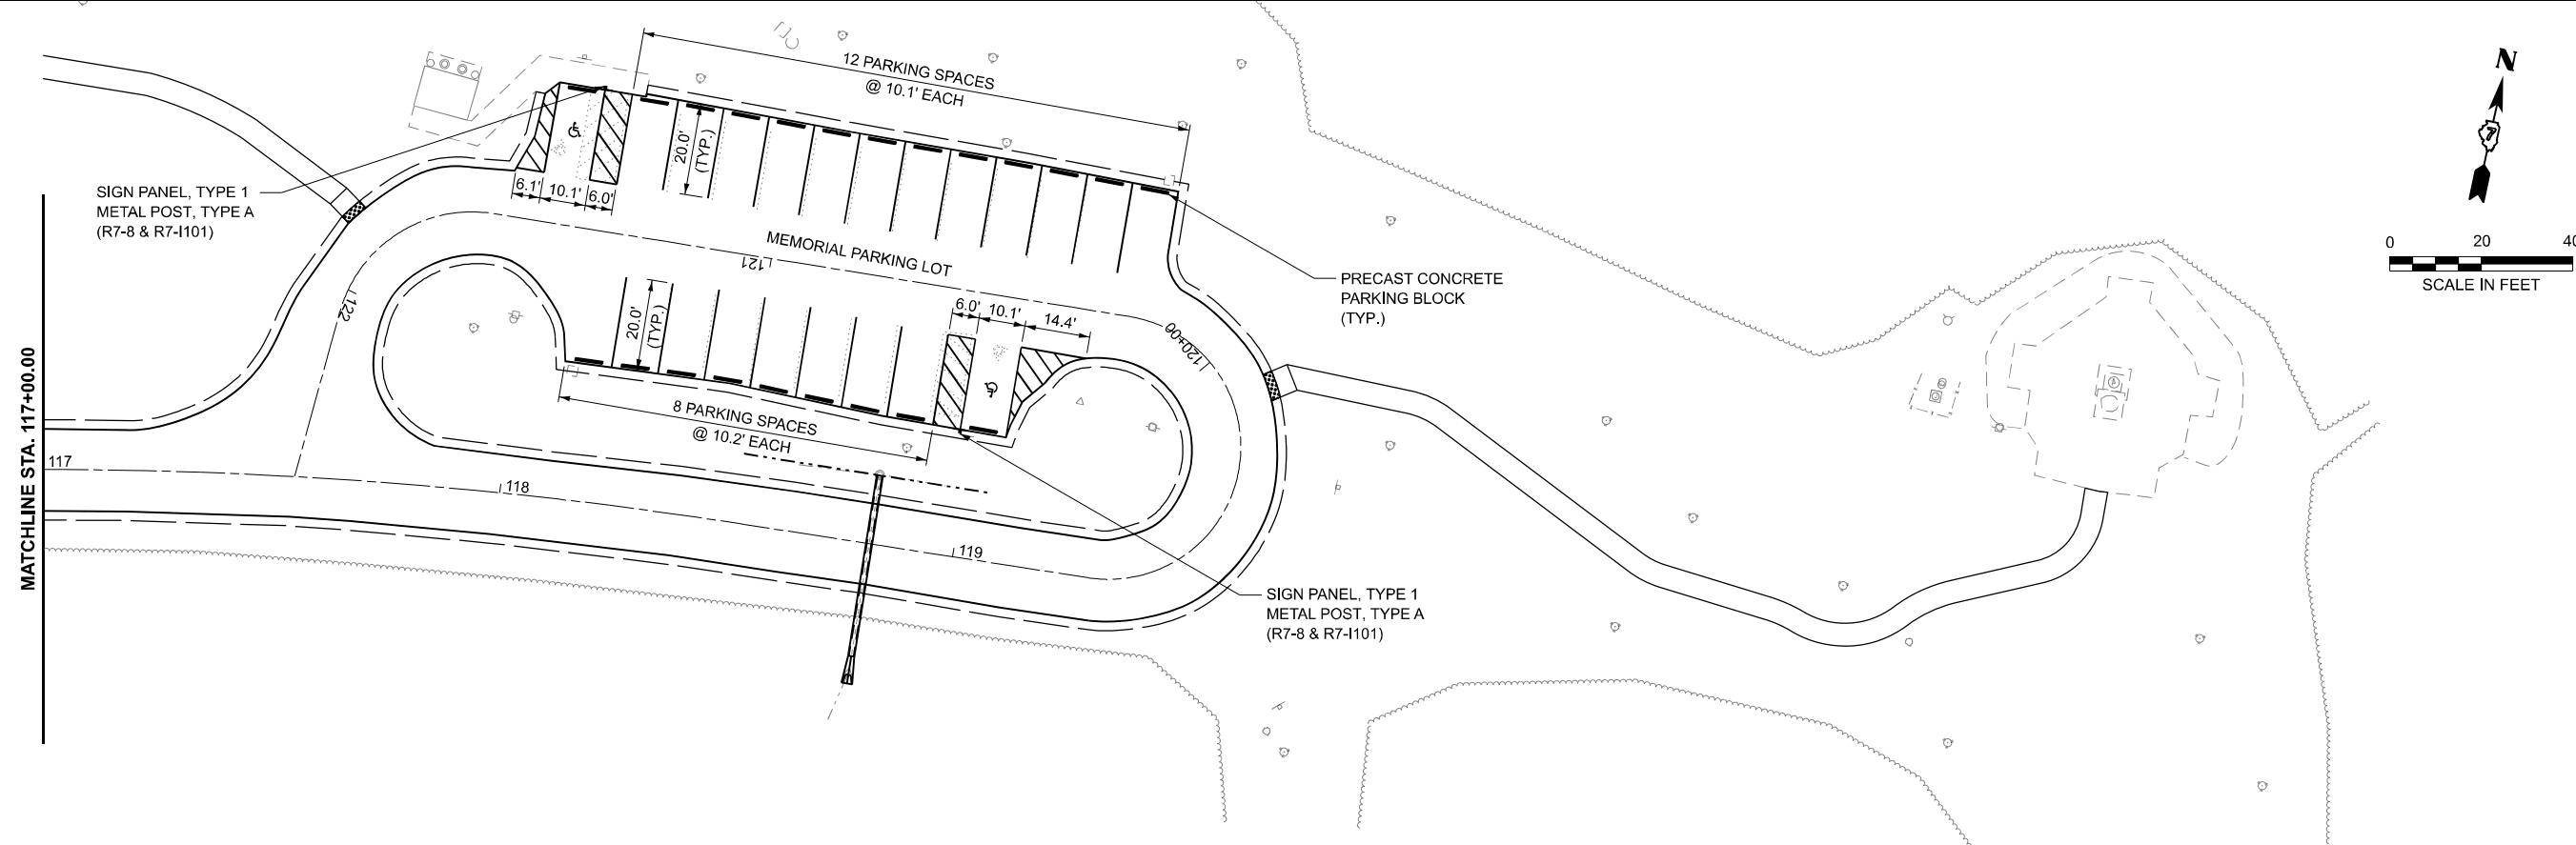 12 PARKING SPACES
@ 10.1' EACH
N
7
20.0'
(TYP.)
SIGN PANEL, TYPE 1
METAL POST, TYPE A
(R7-8 & R7-I101)
6.1'
10.1'
6.0'
MEMORIAL PARKING LOT
121
122
0
20
40
SCALE IN FEET
PRECAST CONCRETE
PARKING BLOCK
(TYP.)
20.0'
(TYP.)
6.0'
10.1'
14.4'
120+00
MATCHLINE STA. 117+00.00
8 PARKING SPACES
@ 10.2' EACH
117
118
119
SIGN PANEL, TYPE 1
METAL POST, TYPE A
(R7-8 & R7-I101)